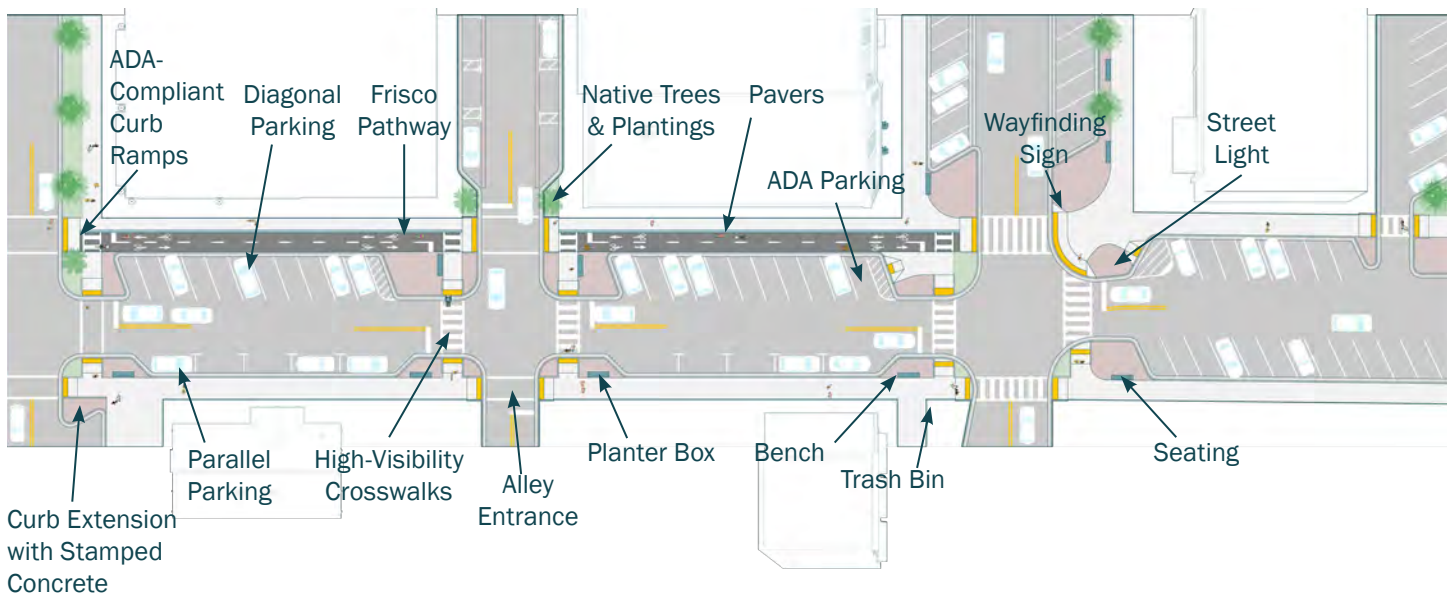 ADA-
Compliant
Curb
Ramps
Diagonal
Parking
Frisco
Pathway
Native Trees
& Plantings
Pavers
ADA Parking
Wayfinding
Sign
Street
Light
Curb Extension
with Stamped
Concrete
Parallel
Parking
High-Visibility
Crosswalks
Alley
Entrance
Planter Box
Bench
Trash Bin
Seating